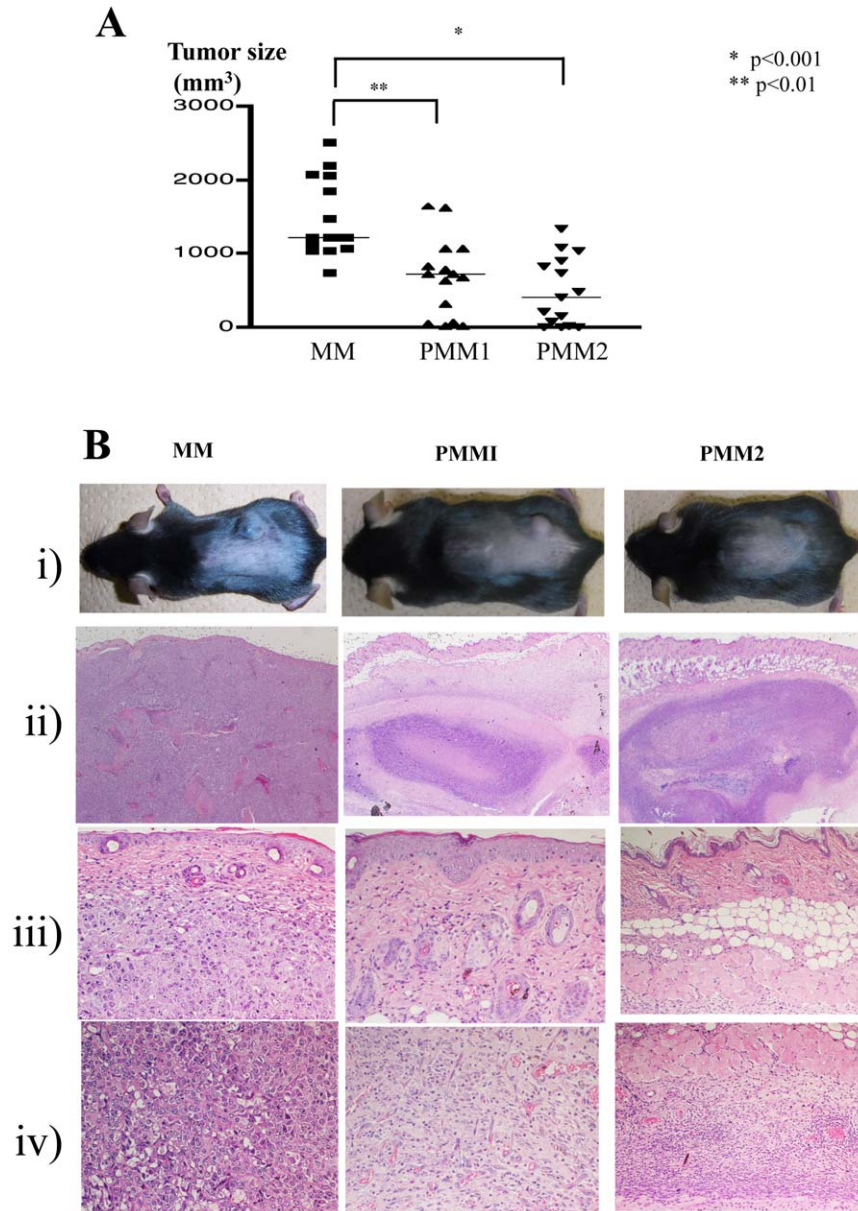 A
Tumor size
(mm³)
*
**
* p<0.001
** p<0.01
3000
2000
1000
0
MM
PMM1
PMM2
B
MM
PMMI
PMM2
i)
ii)
iii)
iv)